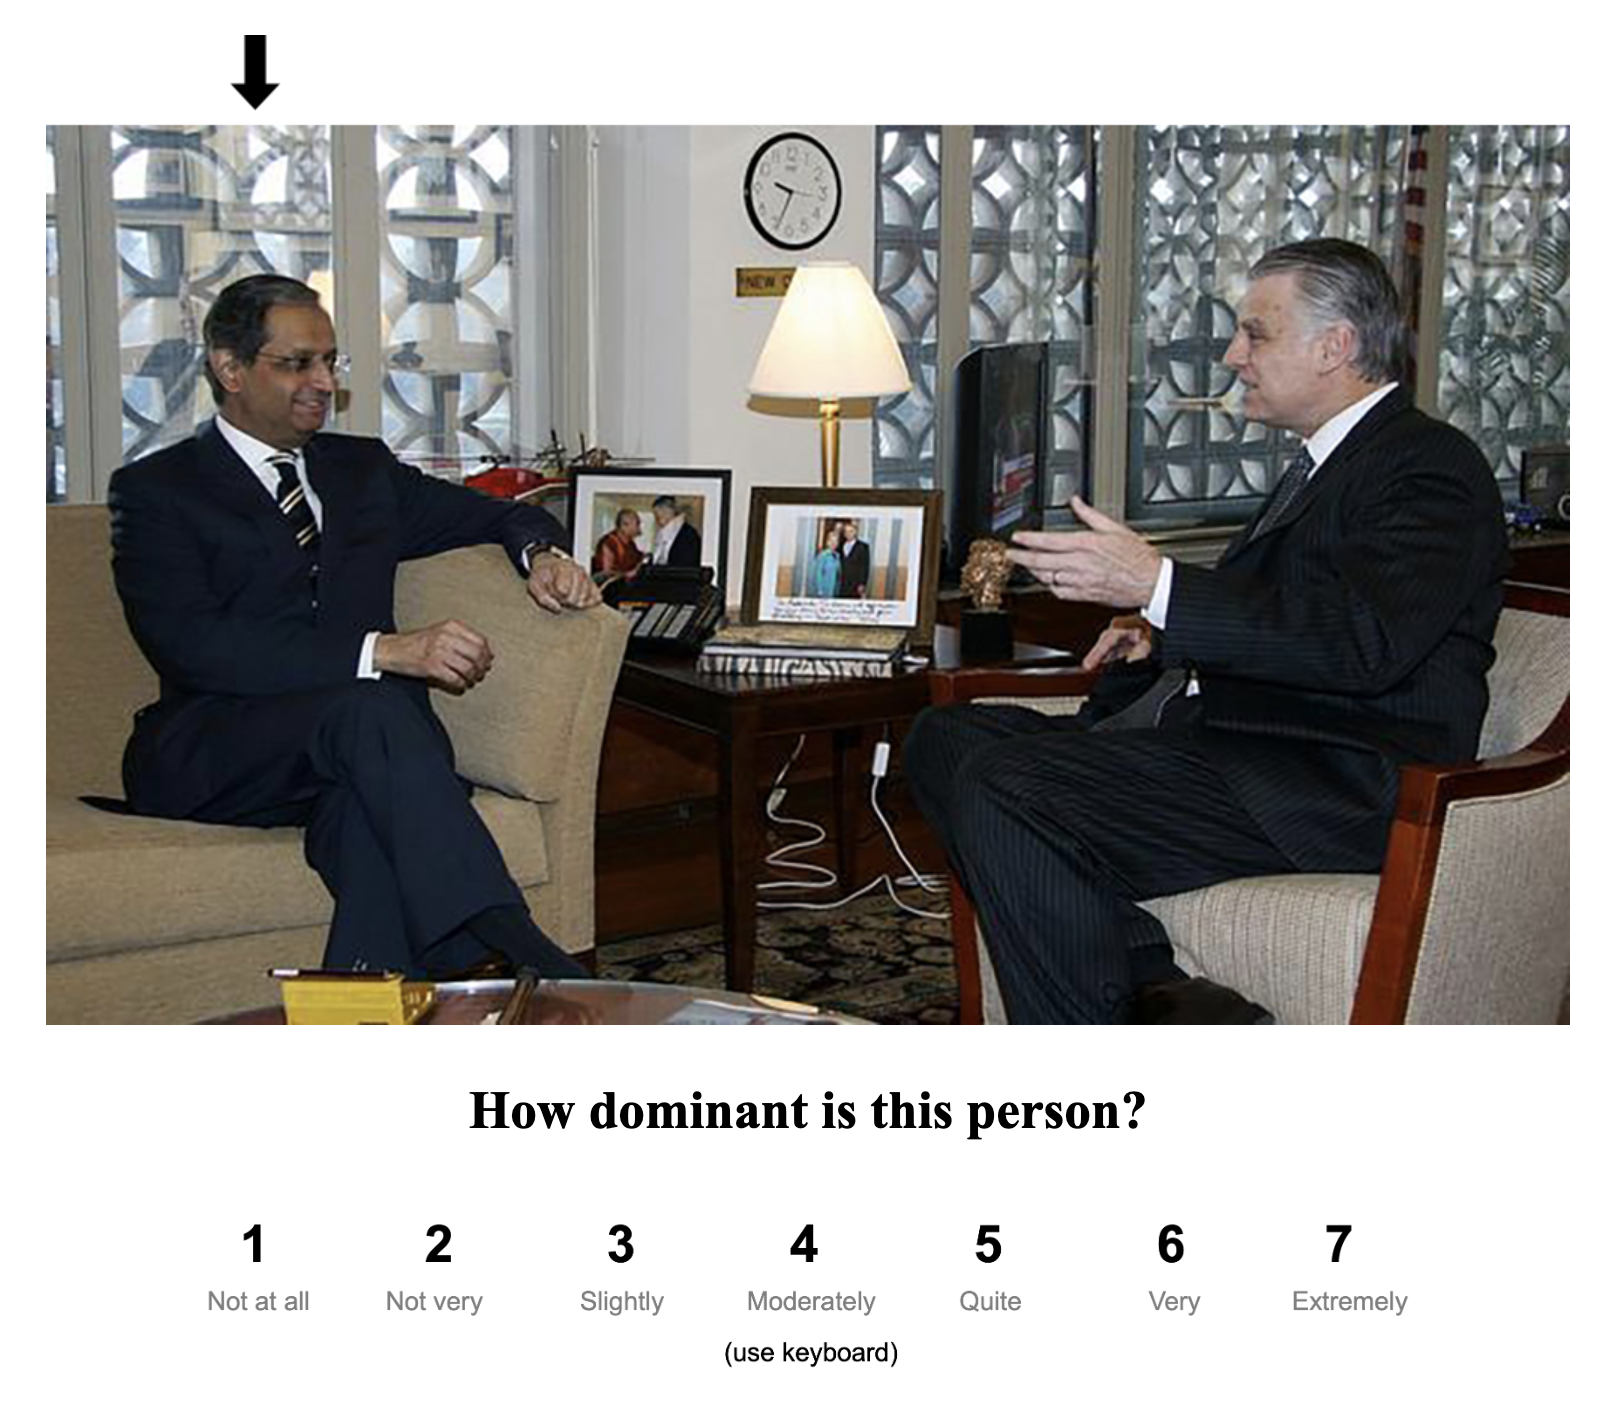 NEW
How dominant is this person?
1 2 3 4 5 6 7
Not at all Not very Slightly Moderately Quite Very Extremely
(use keyboard)